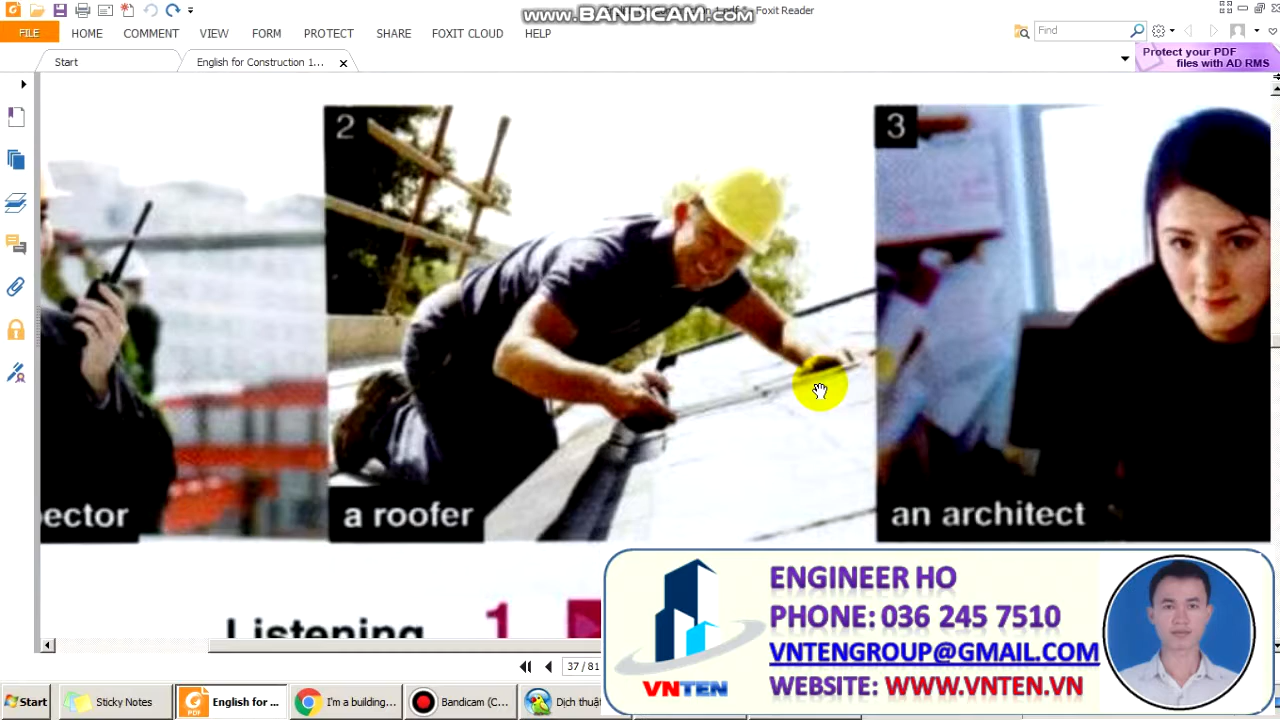 www.BANDICAM.com
Foxit Reader
FILE
HOME
COMMENT
VIEW
FORM
PROTECT
SHARE
FOXIT CLOUD
HELP
Find
Start
English for Construction 1...
Protect your PDF
files with AD RMS
2
3
ector
a roofer
an architect
Listening
1
ENGINEER HO
PHONE: 036 245 7510
VNTENGROUP@GMAIL.COM
WEBSITE: WWW.VNTEN.VN
VNTEN
37 / 81
Start
Sticky Notes
English for ...
I'm a building...
Bandicam (C...
Dịch thuật